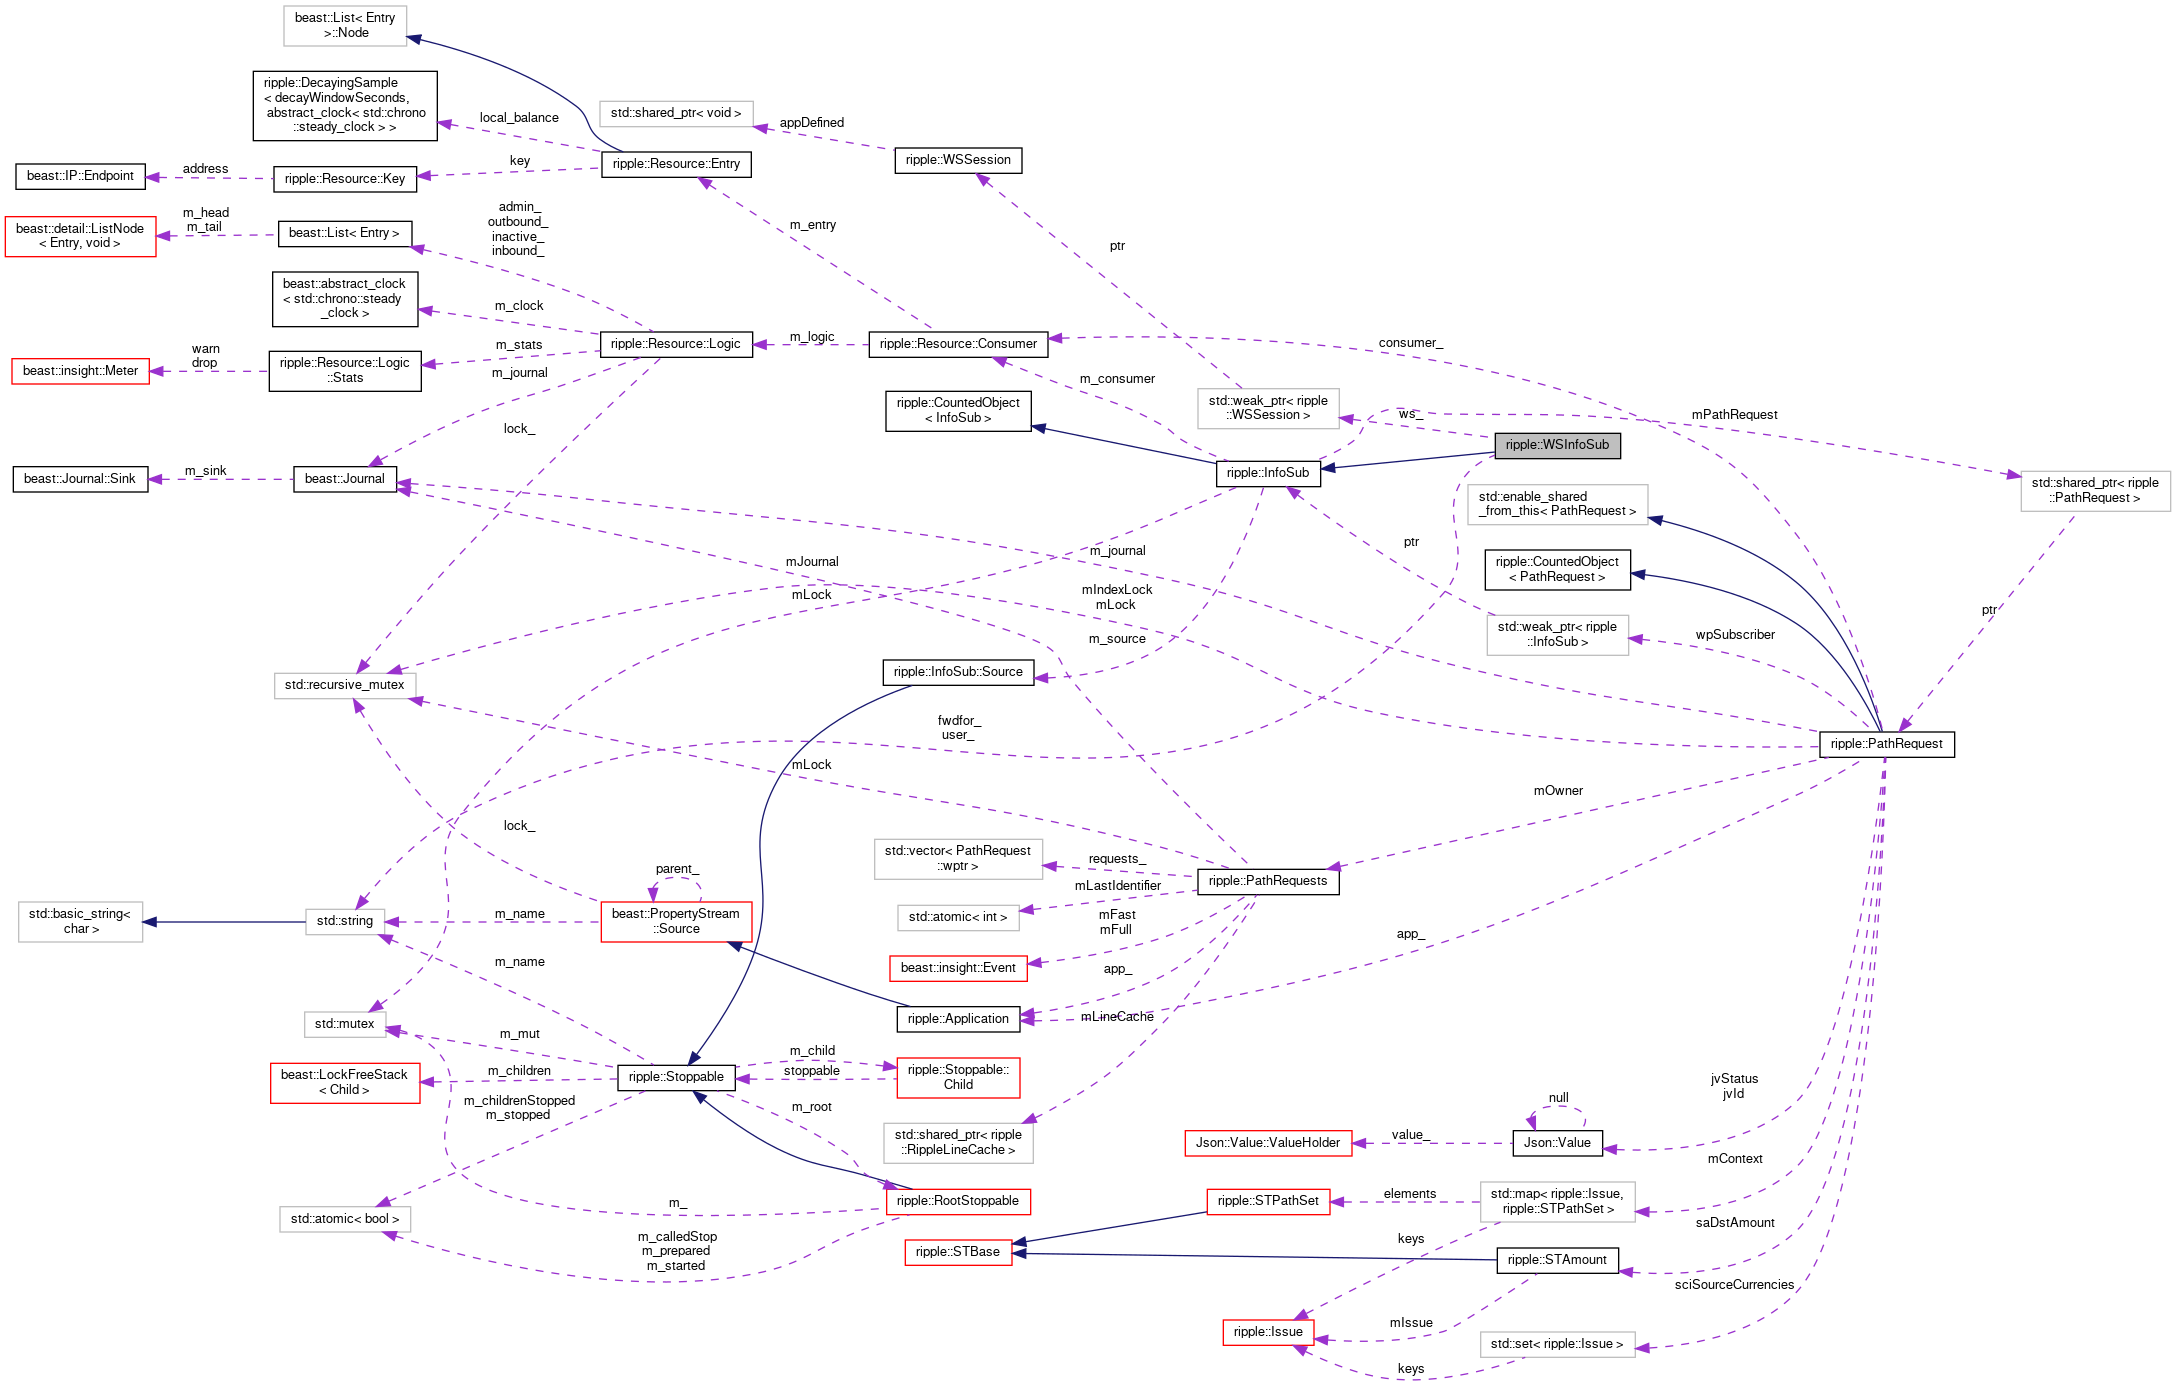 beast::List< Entry
>::Node
ripple::DecayingSample
< decayWindowSeconds,
abstract_clock< std::chrono
::steady_clock > >
local_balance
std::shared_ptr< void >
appDefined
ripple::WSSession
ripple::Resource::Entry
key
beast::IP::Endpoint
address
ripple::Resource::Key
beast::detail::ListNode
< Entry, void >
m_head
m_tail
beast::List< Entry >
admin_
outbound_
inactive_
inbound_
m_entry
ptr
beast::abstract_clock
< std::chrono::steady
_clock >
m_clock
ripple::Resource::Logic
m_logic
ripple::Resource::Consumer
consumer_
beast::insight::Meter
warn
drop
ripple::Resource::Logic
::Stats
m_stats
m_journal
lock_
ripple::CountedObject
< InfoSub >
m_consumer
std::weak_ptr< ripple
::WSSession >
ws_
mPathRequest
ripple::WSInfoSub
beast::Journal::Sink
m_sink
beast::Journal
ripple::InfoSub
std::enable_shared
_from_this< PathRequest >
std::shared_ptr< ripple
::PathRequest >
mJournal
mLock
m_journal
ptr
ripple::CountedObject
< PathRequest >
mIndexLock
mLock
m_source
std::weak_ptr< ripple
::InfoSub >
wpSubscriber
ptr
std::recursive_mutex
ripple::InfoSub::Source
fwdfor_
user_
ripple::PathRequest
mLock
mOwner
lock_
parent_
std::vector< PathRequest
::wptr >
requests_
mLastIdentifier
ripple::PathRequests
std::basic_string<
char >
std::string
m_name
beast::PropertyStream
::Source
std::atomic< int >
mFast
mFull
app_
m_name
beast::insight::Event
app_
std::mutex
m_mut
ripple::Application
mLineCache
beast::LockFreeStack
< Child >
m_children
ripple::Stoppable
m_child
stoppable
ripple::Stoppable::
Child
m_childrenStopped
m_stopped
m_root
std::shared_ptr< ripple
::RippleLineCache >
jvStatus
jvId
null
Json::Value::ValueHolder
value_
Json::Value
mContext
std::atomic< bool >
m_
ripple::RootStoppable
ripple::STPathSet
elements
std::map< ripple::Issue,
ripple::STPathSet >
saDstAmount
m_calledStop
m_prepared
m_started
ripple::STBase
keys
ripple::STAmount
sciSourceCurrencies
ripple::Issue
mIssue
std::set< ripple::Issue >
keys